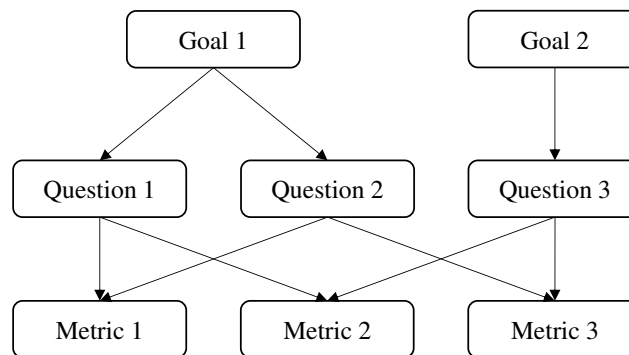 Goal 1
Goal 2
Question 1
Question 2
Question 3
Metric 1
Metric 2
Metric 3